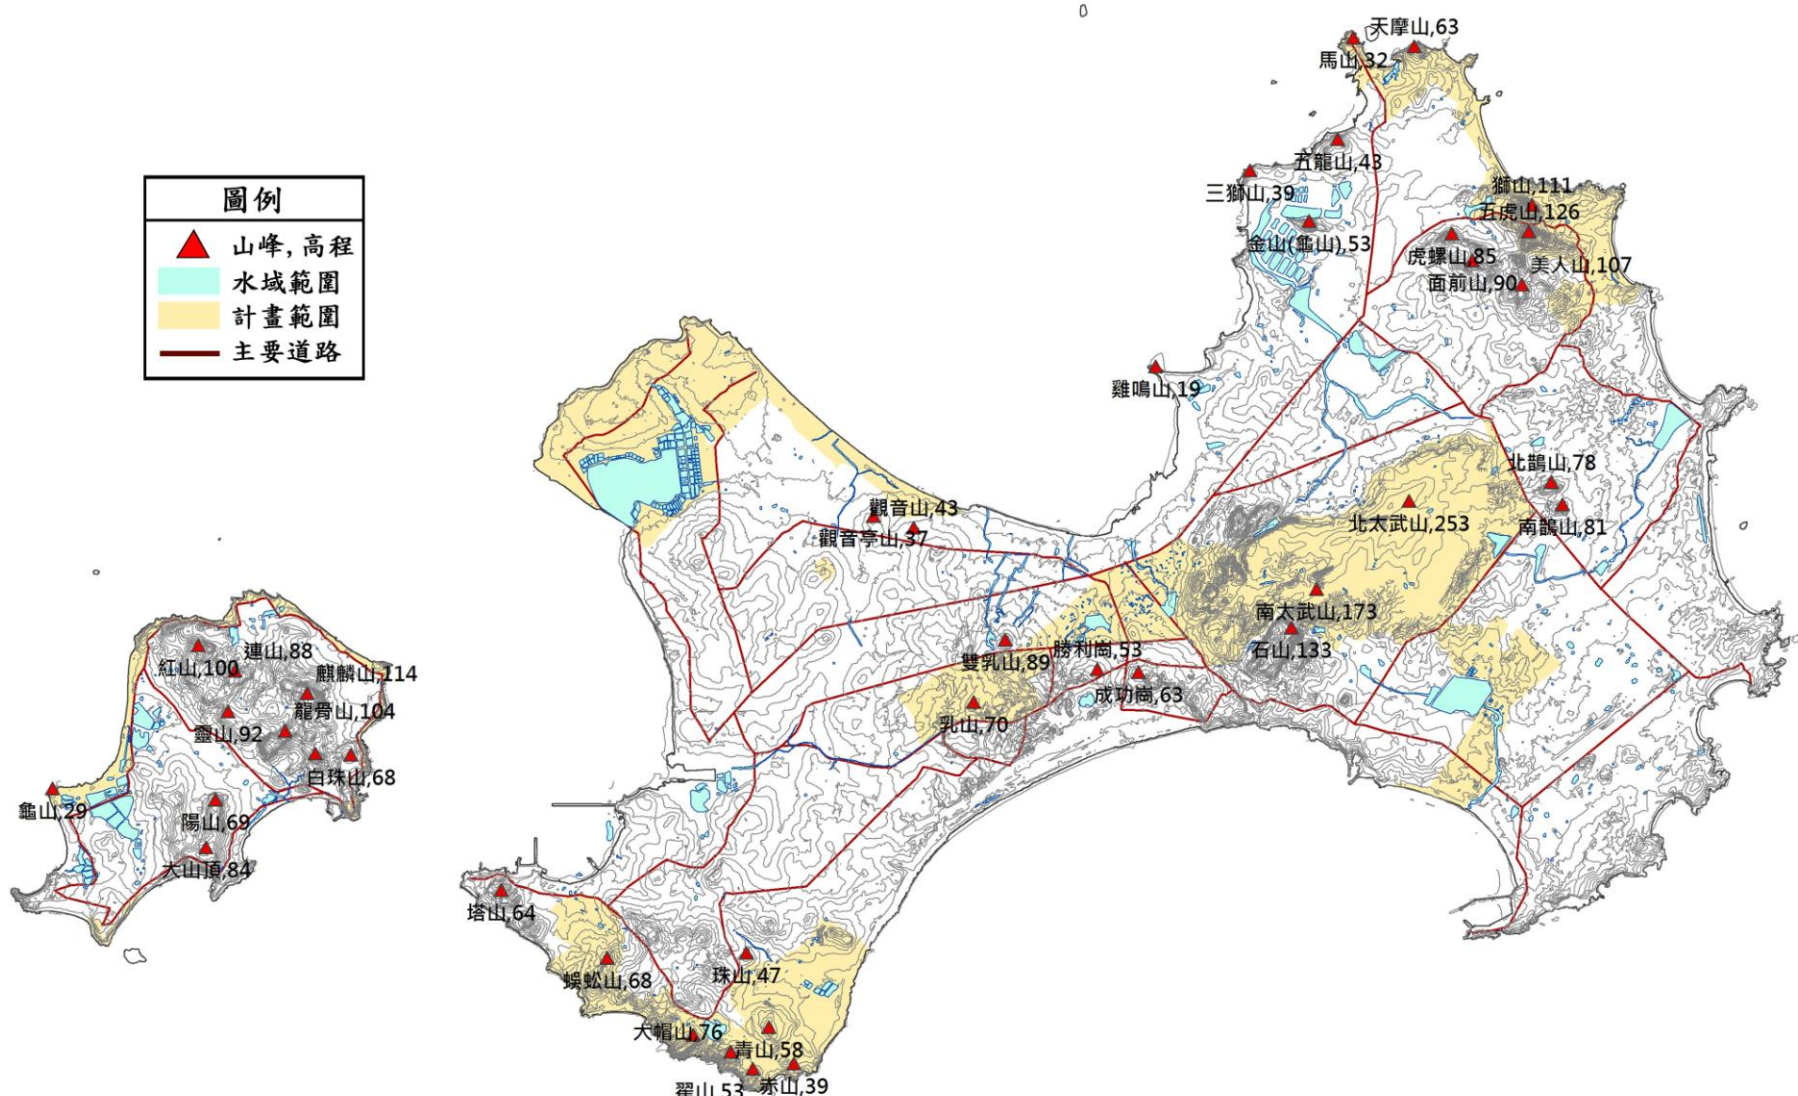 圖例
山峰,高程
水域範圍
計畫範圍
主要道路
天摩山,63
馬山,32
五龍山,43
三獅山,39
獅山,111
五虎山,126
金山(龜山),53
虎螺山,85
美人山,107
面前山,90
雞鳴山,19
北鵲山,78
南鵲山,81
北太武山,253
觀音山,43
觀音亭山,37
南太武山,173
石山,133
勝利崗,53
雙乳山,89
成功崗,63
乳山,70
連山,88
紅山,100
麒麟山,114
龍骨山,104
靈山,92
白珠山,68
龜山,29
陽山,69
大山頂,84
塔山,64
蜈蚣山,68
珠山,47
大帽山,76
青山,58
翟山,53
赤山,39